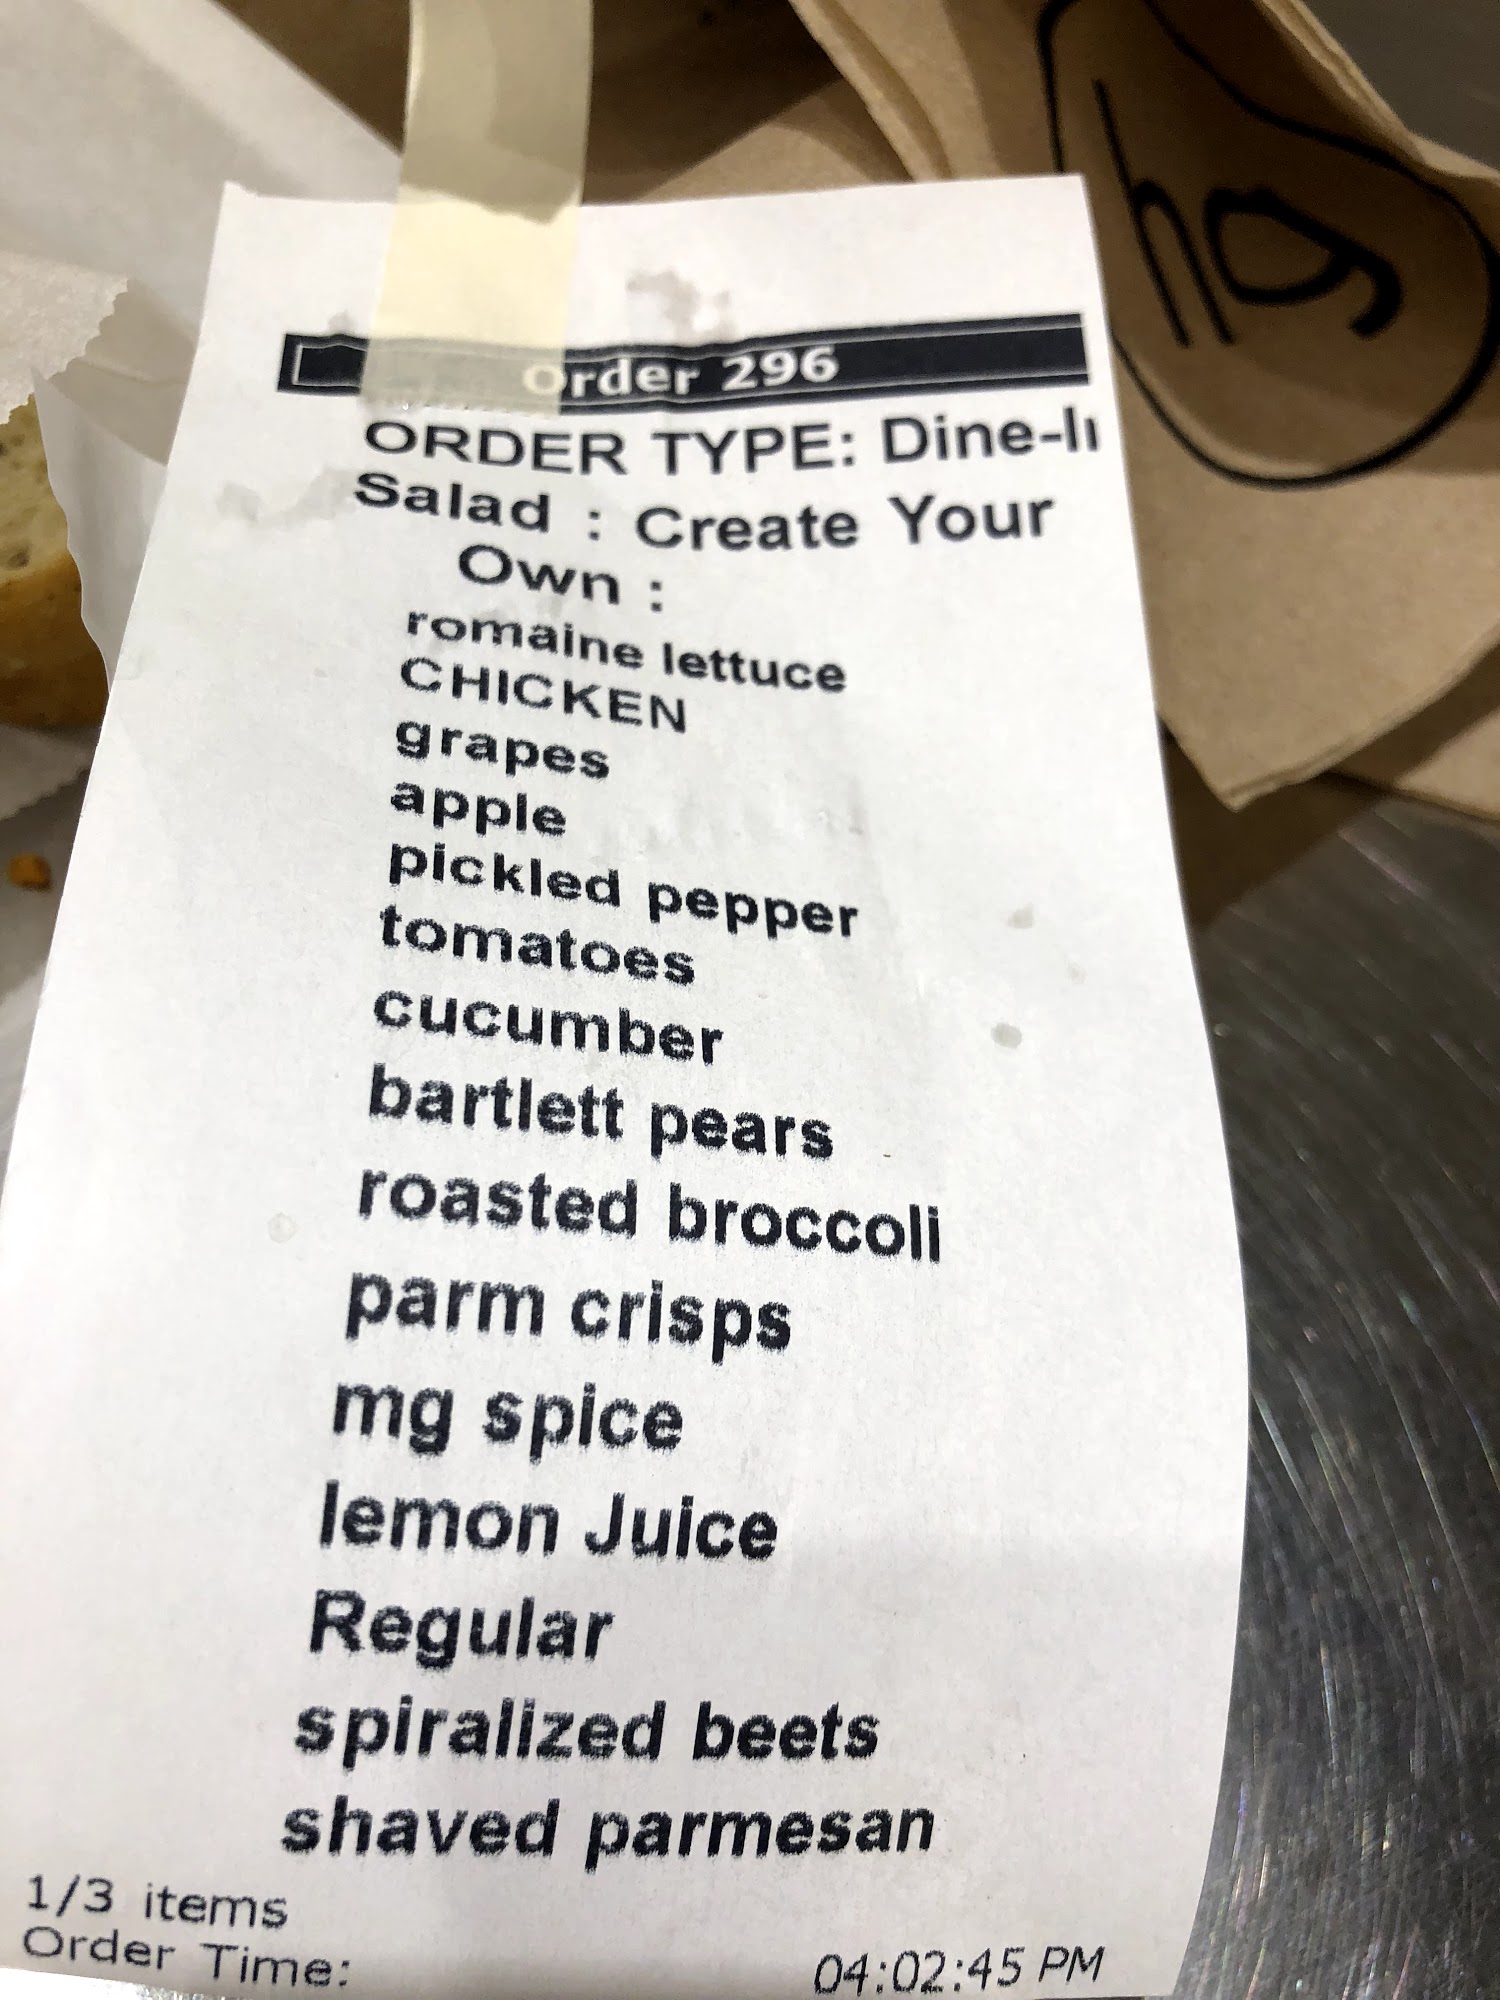 hg
Order 296
ORDER TYPE: Dine-In
Salad : Create Your
Own :
romaine lettuce
CHICKEN
grapes
apple
pickled pepper
tomatoes
cucumber
bartlett pears
roasted broccoli
parm crisps
mg spice
lemon Juice
Regular
spiralized beets
shaved parmesan
1/3 items
Order Time: 04:02:45 PM